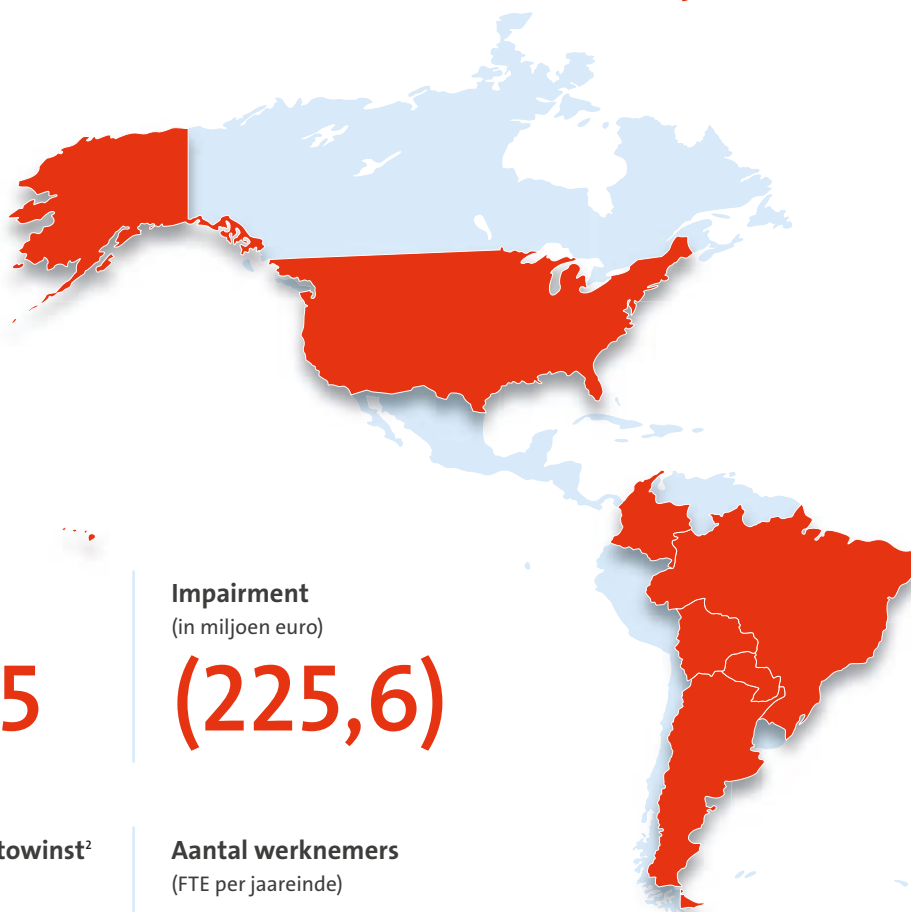 Impairment
(in miljoen euro)
5
(225,6)
towinst²
Aantal werknemers
(FTE per jaareinde)